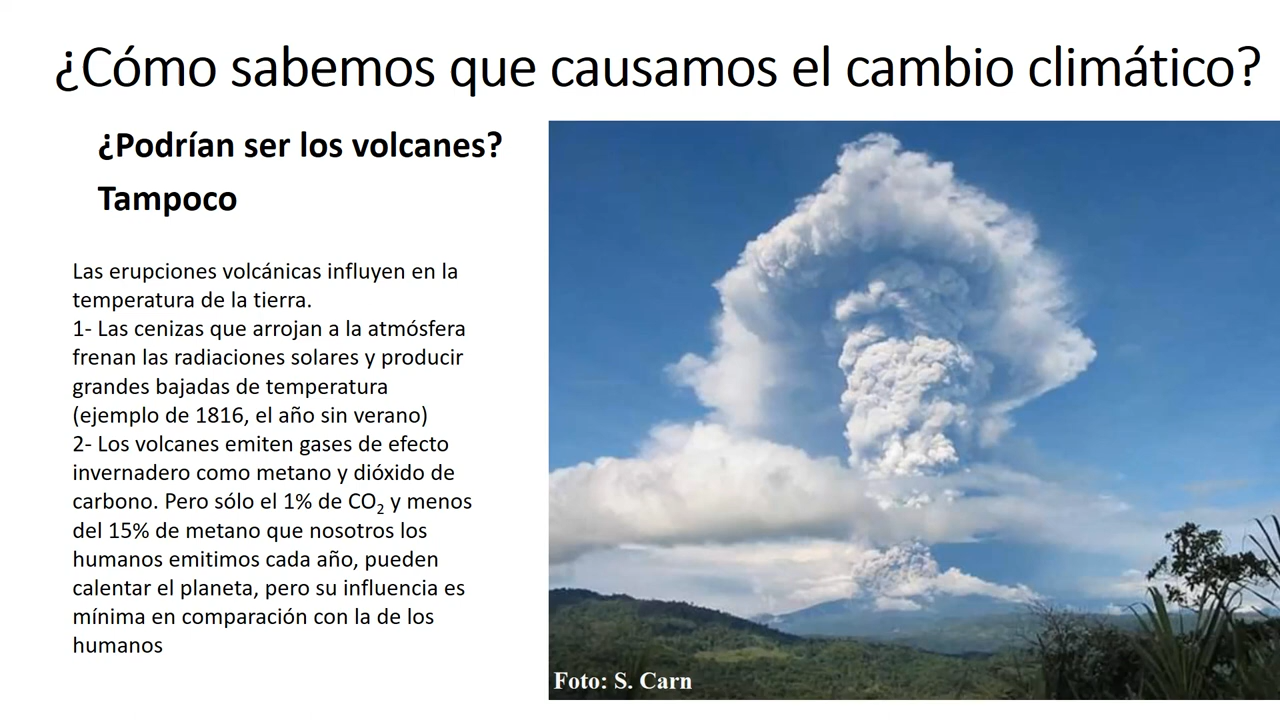 ¿Cómo sabemos que causamos el cambio climático?
¿Podrían ser los volcanes?
Tampoco
Las erupciones volcánicas influyen en la
temperatura de la tierra.
1- Las cenizas que arrojan a la atmósfera
frenan las radiaciones solares y producir
grandes bajadas de temperatura
(ejemplo de 1816, el año sin verano)
2- Los volcanes emiten gases de efecto
invernadero como metano y dióxido de
carbono. Pero sólo el 1% de CO₂ y menos
del 15% de metano que nosotros los
humanos emitimos cada año, pueden
calentar el planeta, pero su influencia es
mínima en comparación con la de los
humanos
Foto: S. Carn